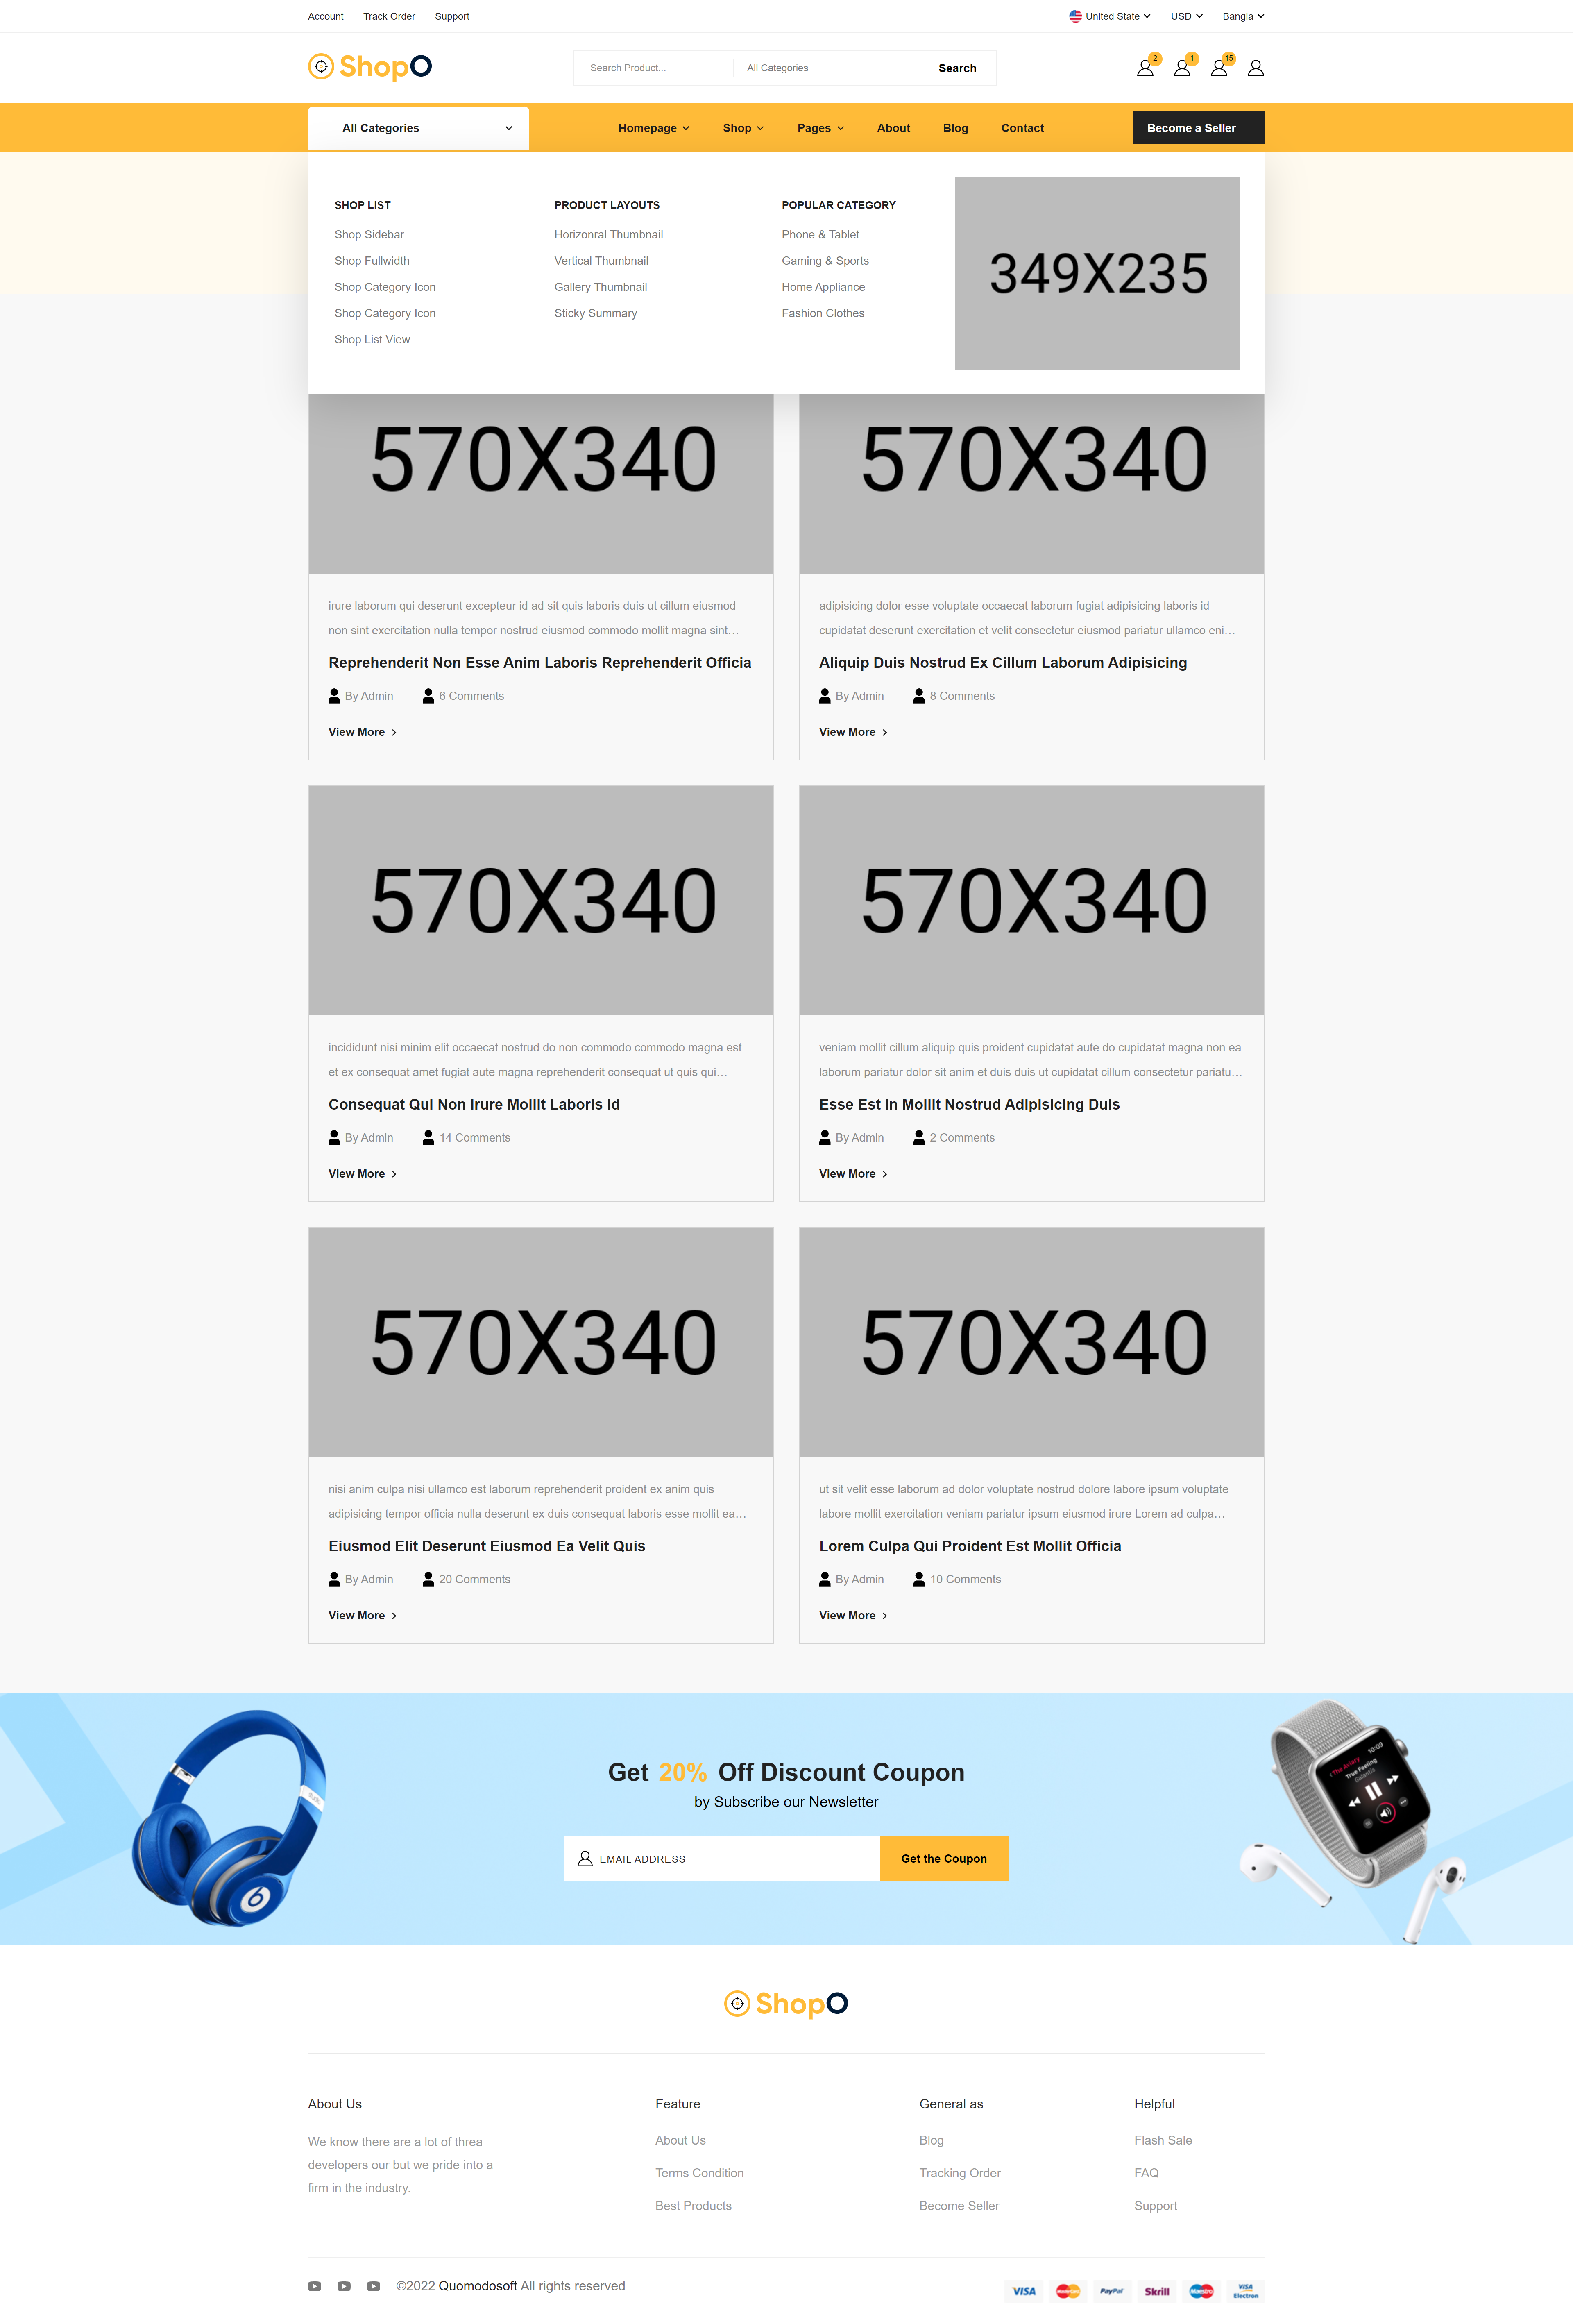 Account Track Order Support United State USD Bangla
ShopO Search Product... All Categories Search 2 1 15
All Categories Homepage Shop Pages About Blog Contact Become a Seller
SHOP LIST
Shop Sidebar
Shop Fullwidth
Shop Category Icon
Shop Category Icon
Shop List View
PRODUCT LAYOUTS
Horizonral Thumbnail
Vertical Thumbnail
Gallery Thumbnail
Sticky Summary
POPULAR CATEGORY
Phone & Tablet
Gaming & Sports
Home Appliance
Fashion Clothes
349X235
570X340
irure laborum qui deserunt excepteur id ad sit quis laboris duis ut cillum eiusmod
non sint exercitation nulla tempor nostrud eiusmod commodo mollit magna sint...
Reprehenderit Non Esse Anim Laboris Reprehenderit Officia
By Admin 6 Comments
View More
570X340
adipisicing dolor esse voluptate occaecat laborum fugiat adipisicing laboris id
cupidatat deserunt exercitation et velit consectetur eiusmod pariatur ullamco eni...
Aliquip Duis Nostrud Ex Cillum Laborum Adipisicing
By Admin 8 Comments
View More
570X340
incididunt nisi minim elit occaecat nostrud do non commodo commodo magna est
et ex consequat amet fugiat aute magna reprehenderit consequat ut quis qui...
Consequat Qui Non Irure Mollit Laboris Id
By Admin 14 Comments
View More
570X340
veniam mollit cillum aliquip quis proident cupidatat aute do cupidatat magna non ea
laborum pariatur dolor sit anim et duis duis ut cupidatat cillum consectetur pariatu...
Esse Est In Mollit Nostrud Adipisicing Duis
By Admin 2 Comments
View More
570X340
nisi anim culpa nisi ullamco est laborum reprehenderit proident ex anim quis
adipisicing tempor officia nulla deserunt ex duis consequat laboris esse mollit ea...
Eiusmod Elit Deserunt Eiusmod Ea Velit Quis
By Admin 20 Comments
View More
570X340
ut sit velit esse laborum ad dolor voluptate nostrud dolore labore ipsum voluptate
labore mollit exercitation veniam pariatur ipsum eiusmod irure Lorem ad culpa...
Lorem Culpa Qui Proident Est Mollit Officia
By Admin 10 Comments
View More
Get 20% Off Discount Coupon
by Subscribe our Newsletter
EMAIL ADDRESS Get the Coupon
10:09
The Aviary
True Feeling
Galantis
ShopO
About Us
We know there are a lot of threa
developers our but we pride into a
firm in the industry.
Feature
About Us
Terms Condition
Best Products
General as
Blog
Tracking Order
Become Seller
Helpful
Flash Sale
FAQ
Support
©2022 Quomodosoft All rights reserved
VISA MasterCard PayPal Skrill Maestro VISA Electron